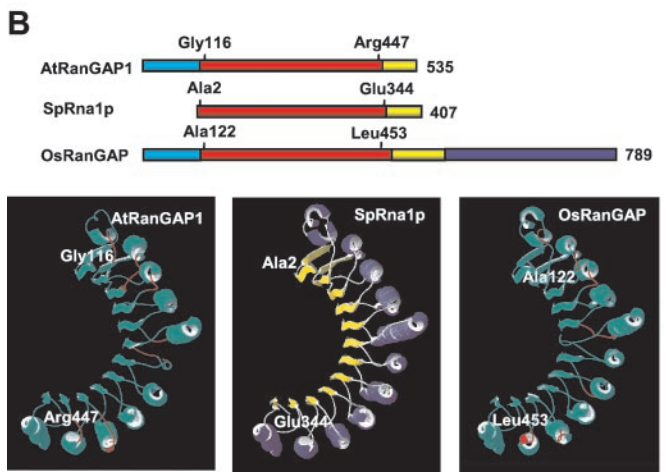 B
Gly116 Arg447
AtRanGAP1 535
Ala2 Glu344
SpRna1p 407
Ala122 Leu453
OsRanGAP 789
AtRanGAP1 SpRna1p OsRanGAP
Gly116 Ala2 Ala122
Arg447 Glu344 Leu453